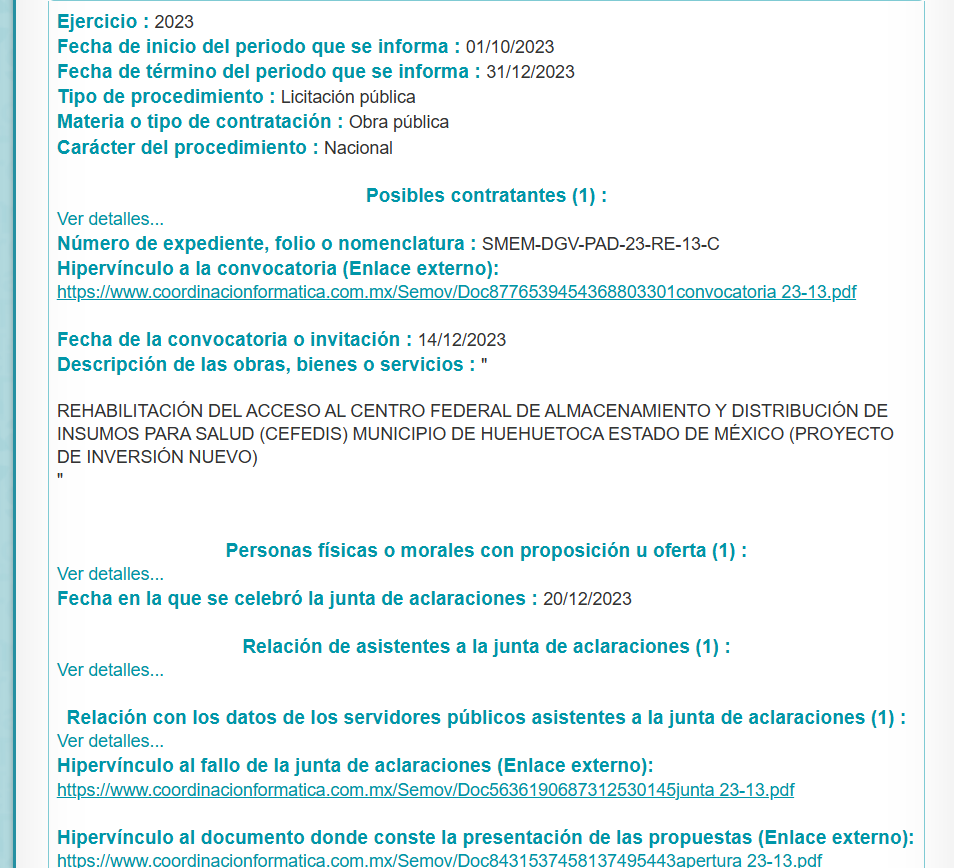 Ejercicio : 2023
Fecha de inicio del periodo que se informa : 01/10/2023
Fecha de término del periodo que se informa : 31/12/2023
Tipo de procedimiento : Licitación pública
Materia o tipo de contratación : Obra pública
Carácter del procedimiento : Nacional
Posibles contratantes (1) :
Ver detalles...
Número de expediente, folio o nomenclatura : SMEM-DGV-PAD-23-RE-13-C
Hipervínculo a la convocatoria (Enlace externo):
https://www.coordinacionformatica.com.mx/Semov/Doc8776539454368803301convocatoria 23-13.pdf
Fecha de la convocatoria o invitación : 14/12/2023
Descripción de las obras, bienes o servicios : "
REHABILITACIÓN DEL ACCESO AL CENTRO FEDERAL DE ALMACENAMIENTO Y DISTRIBUCIÓN DE
INSUMOS PARA SALUD (CEFEDIS) MUNICIPIO DE HUEHUETOCA ESTADO DE MÉXICO (PROYECTO
DE INVERSIÓN NUEVO)
"
Personas físicas o morales con proposición u oferta (1) :
Ver detalles...
Fecha en la que se celebró la junta de aclaraciones : 20/12/2023
Relación de asistentes a la junta de aclaraciones (1) :
Ver detalles...
Relación con los datos de los servidores públicos asistentes a la junta de aclaraciones (1) :
Ver detalles...
Hipervínculo al fallo de la junta de aclaraciones (Enlace externo):
https://www.coordinacionformatica.com.mx/Semov/Doc5636190687312530145junta 23-13.pdf
Hipervínculo al documento donde conste la presentación de las propuestas (Enlace externo):
https://www.coordinacionformatica.com.mx/Semov/Doc8431537458137495443apertura 23-13.pdf